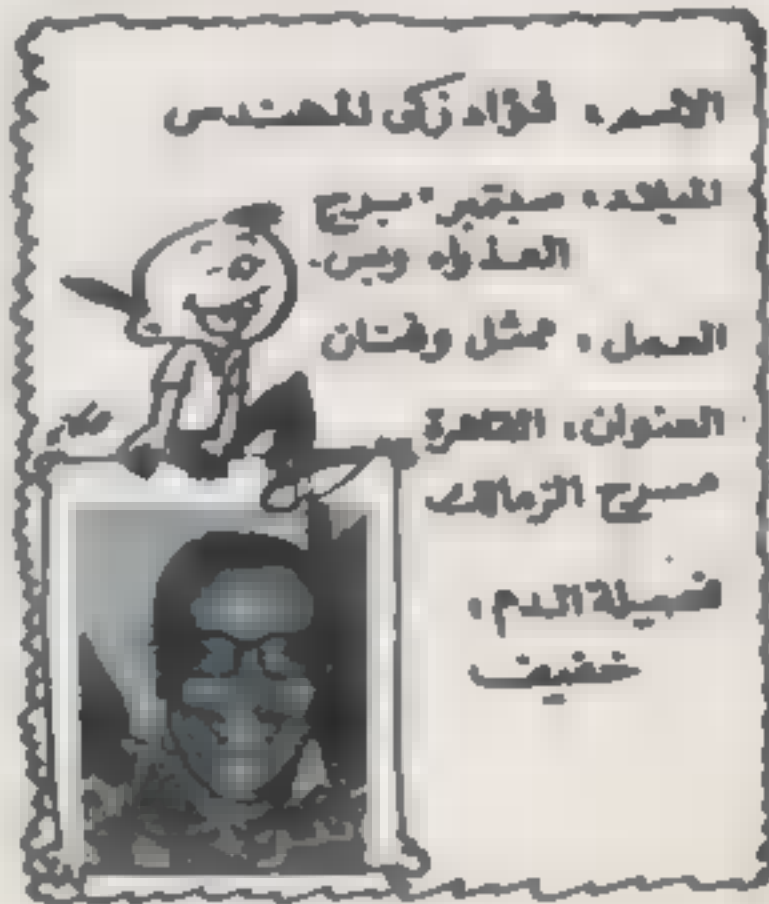 الاسم، فؤاد زكى المهندس
الميلاد، سبتمبر، برج
العذراء وبس.
العمل، ممثل وفنان
العنوان، القاهرة
مسرح الزمالك
فصيلة الدم،
خفيف